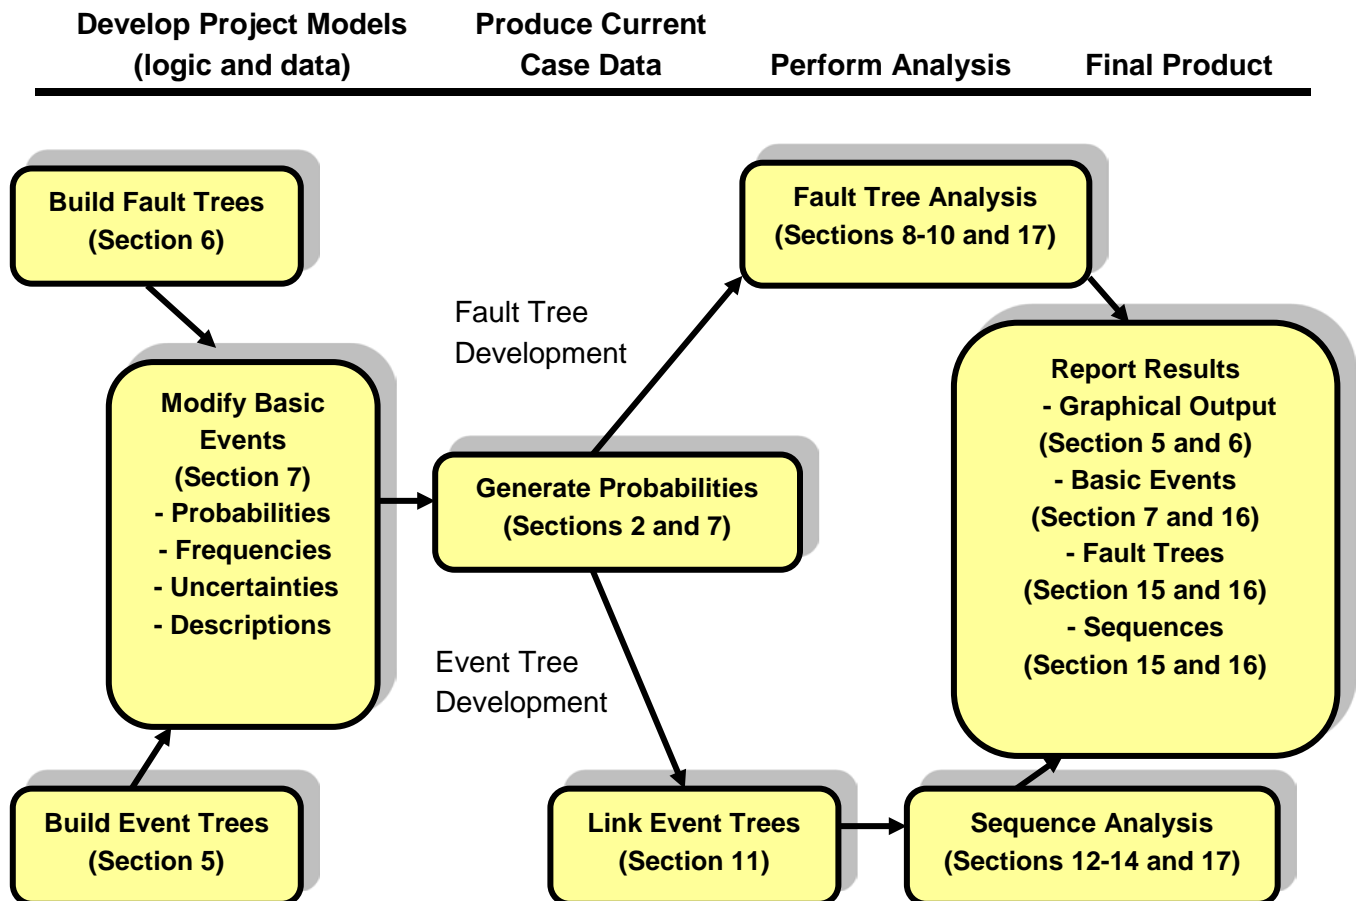 Develop Project Models
(logic and data)
Produce Current
Case Data
Perform Analysis
Final Product
Build Fault Trees
(Section 6)
Fault Tree Analysis
(Sections 8-10 and 17)
Fault Tree
Development
Modify Basic
Events
(Section 7)
- Probabilities
- Frequencies
- Uncertainties
- Descriptions
Generate Probabilities
(Sections 2 and 7)
Report Results
- Graphical Output
(Section 5 and 6)
- Basic Events
(Section 7 and 16)
- Fault Trees
(Section 15 and 16)
- Sequences
(Section 15 and 16)
Event Tree
Development
Build Event Trees
(Section 5)
Link Event Trees
(Section 11)
Sequence Analysis
(Sections 12-14 and 17)